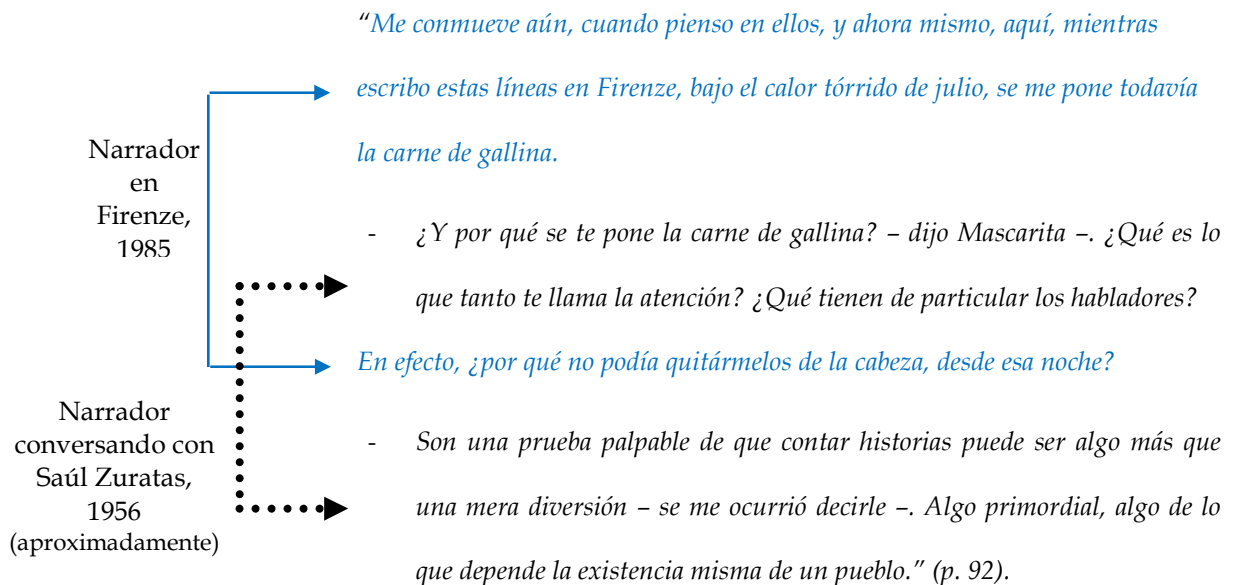 “Me conmueve aún, cuando pienso en ellos, y ahora mismo, aquí, mientras
escribo estas líneas en Firenze, bajo el calor tórrido de julio, se me pone todavía
la carne de gallina.
Narrador
en
Firenze,
1985
- ¿Y por qué se te pone la carne de gallina? – dijo Mascarita –. ¿Qué es lo
que tanto te llama la atención? ¿Qué tienen de particular los habladores?
En efecto, ¿por qué no podía quitármelos de la cabeza, desde esa noche?
Narrador
conversando con
Saúl Zuratas,
1956
(aproximadamente)
- Son una prueba palpable de que contar historias puede ser algo más que
una mera diversión – se me ocurrió decirle –. Algo primordial, algo de lo
que depende la existencia misma de un pueblo.” (p. 92).